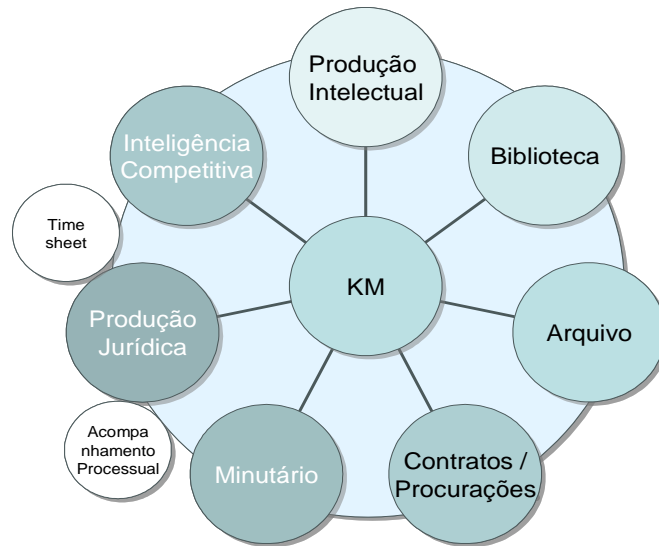 Produção
Intelectual
Inteligência
Competitiva
Biblioteca
Time
sheet
KM
Produção
Jurídica
Arquivo
Acompa
nhamento
Processual
Minutário
Contratos /
Procurações